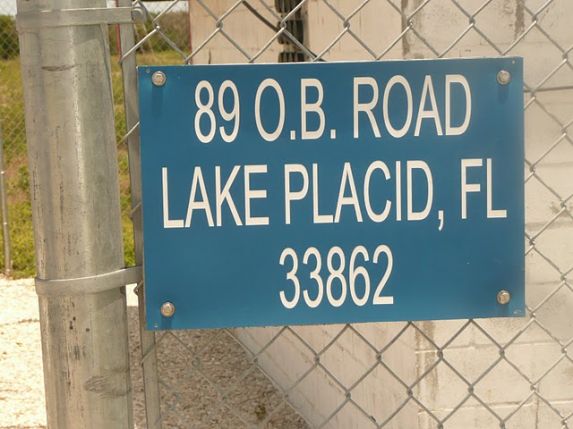 89 O.B. ROAD
LAKE PLACID, FL
33862